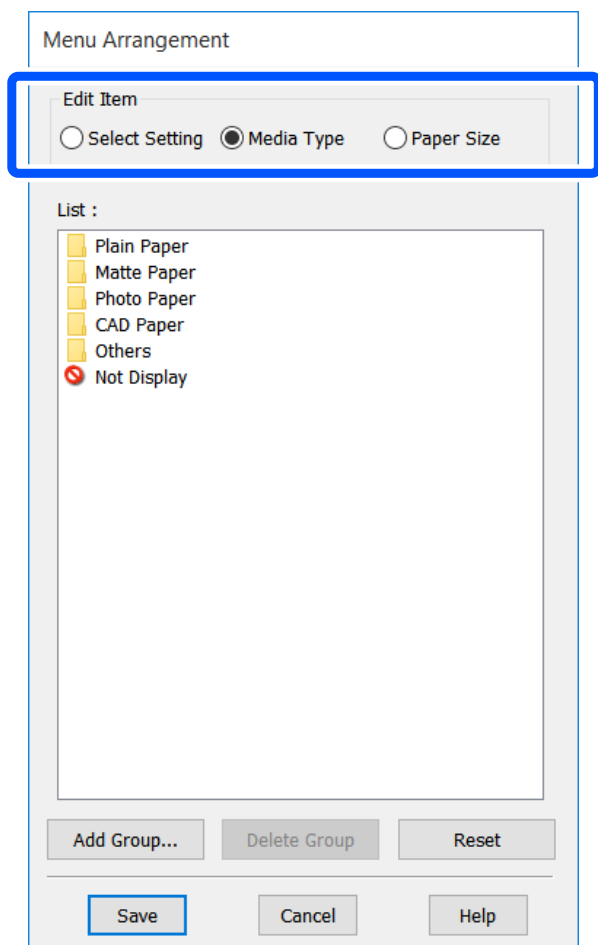 Menu Arrangement
Edit Item
Select Setting Media Type Paper Size
List :
Plain Paper
Matte Paper
Photo Paper
CAD Paper
Others
Not Display
Add Group... Delete Group Reset
Save Cancel Help